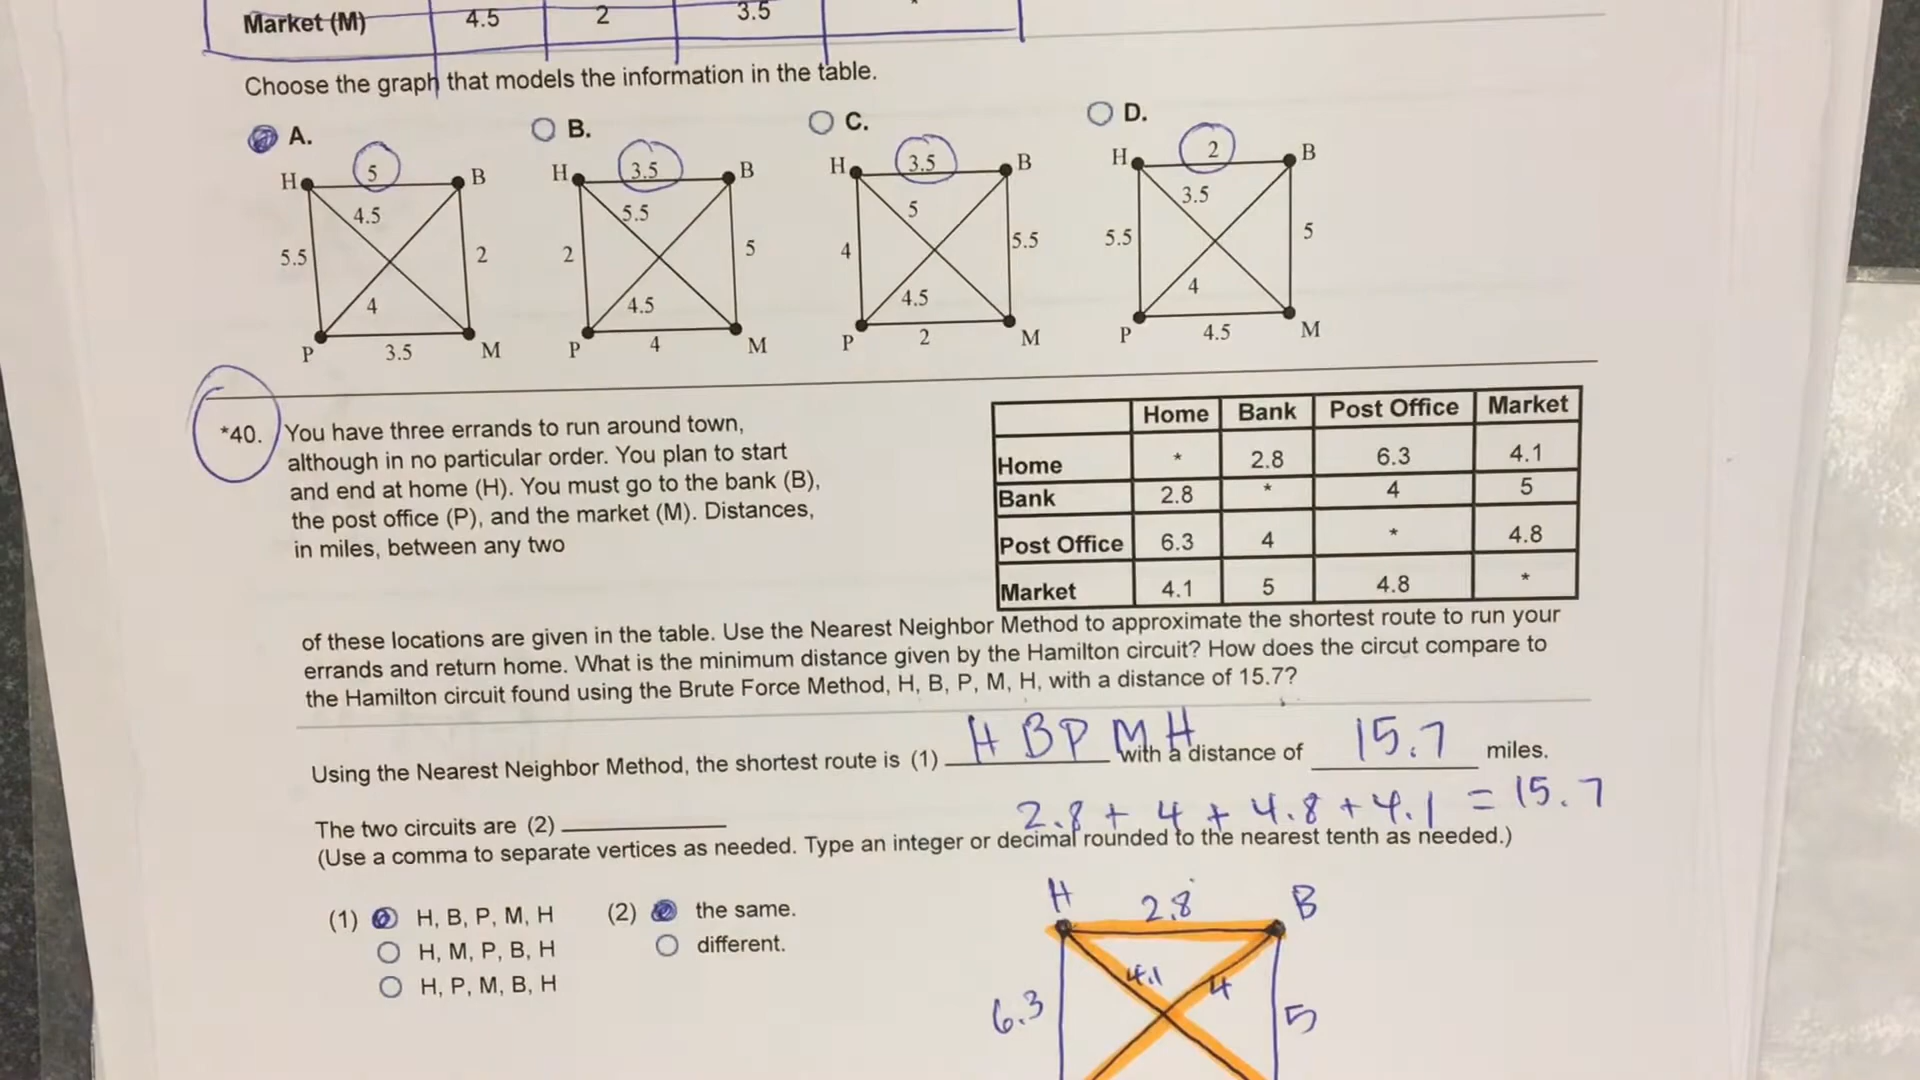 Market (M) 4.5 2 3.5
Choose the graph that models the information in the table.
A. B. C. D.
H 5 B H 3.5 B H 3.5 B H 2 B
4.5 5.5 5 3.5
5.5 2 2 5 4 5.5 5.5 5
4 4.5 4.5 4
P 3.5 M P 4 M P 2 M P 4.5 M
*40. You have three errands to run around town,
although in no particular order. You plan to start
and end at home (H). You must go to the bank (B),
the post office (P), and the market (M). Distances,
in miles, between any two
Home Bank Post Office Market
Home * 2.8 6.3 4.1
Bank 2.8 * 4 5
Post Office 6.3 4 * 4.8
Market 4.1 5 4.8 *
of these locations are given in the table. Use the Nearest Neighbor Method to approximate the shortest route to run your
errands and return home. What is the minimum distance given by the Hamilton circuit? How does the circut compare to
the Hamilton circuit found using the Brute Force Method, H, B, P, M, H, with a distance of 15.7?
H B P M H 15.7
Using the Nearest Neighbor Method, the shortest route is (1) with a distance of miles.
2.8 + 4 + 4.8 + 4.1 = 15.7
The two circuits are (2)
(Use a comma to separate vertices as needed. Type an integer or decimal rounded to the nearest tenth as needed.)
(1) H, B, P, M, H (2) the same.
H, M, P, B, H different.
H, P, M, B, H
H 2.8 B
4.1 4
6.3 5